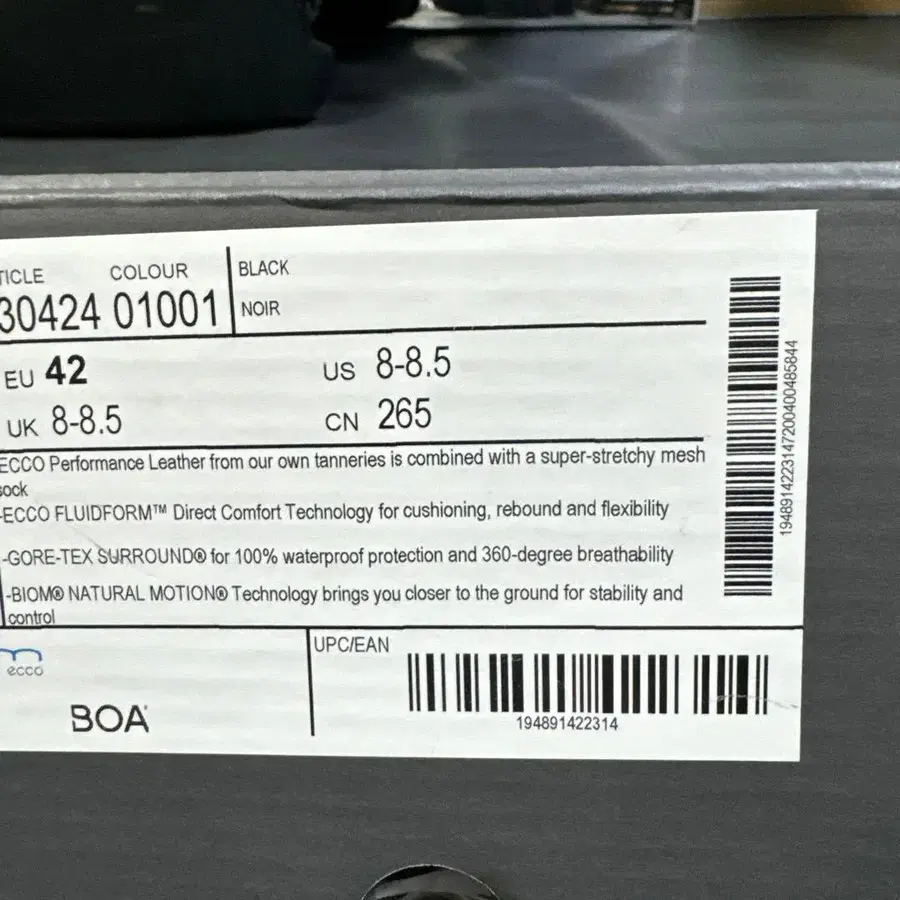 TICLE COLOUR BLACK
30424 01001 NOIR
EU 42 US 8-8.5
UK 8-8.5 CN 265
ECCO Performance Leather from our own tanneries is combined with a super-stretchy mesh
sock
-ECCO FLUIDFORM™ Direct Comfort Technology for cushioning, rebound and flexibility
-GORE-TEX SURROUND® for 100% waterproof protection and 360-degree breathability
-BIOM® NATURAL MOTION® Technology brings you closer to the ground for stability and
control
ecco
BOA
UPC/EAN
194891422314
1948914223147200400485844